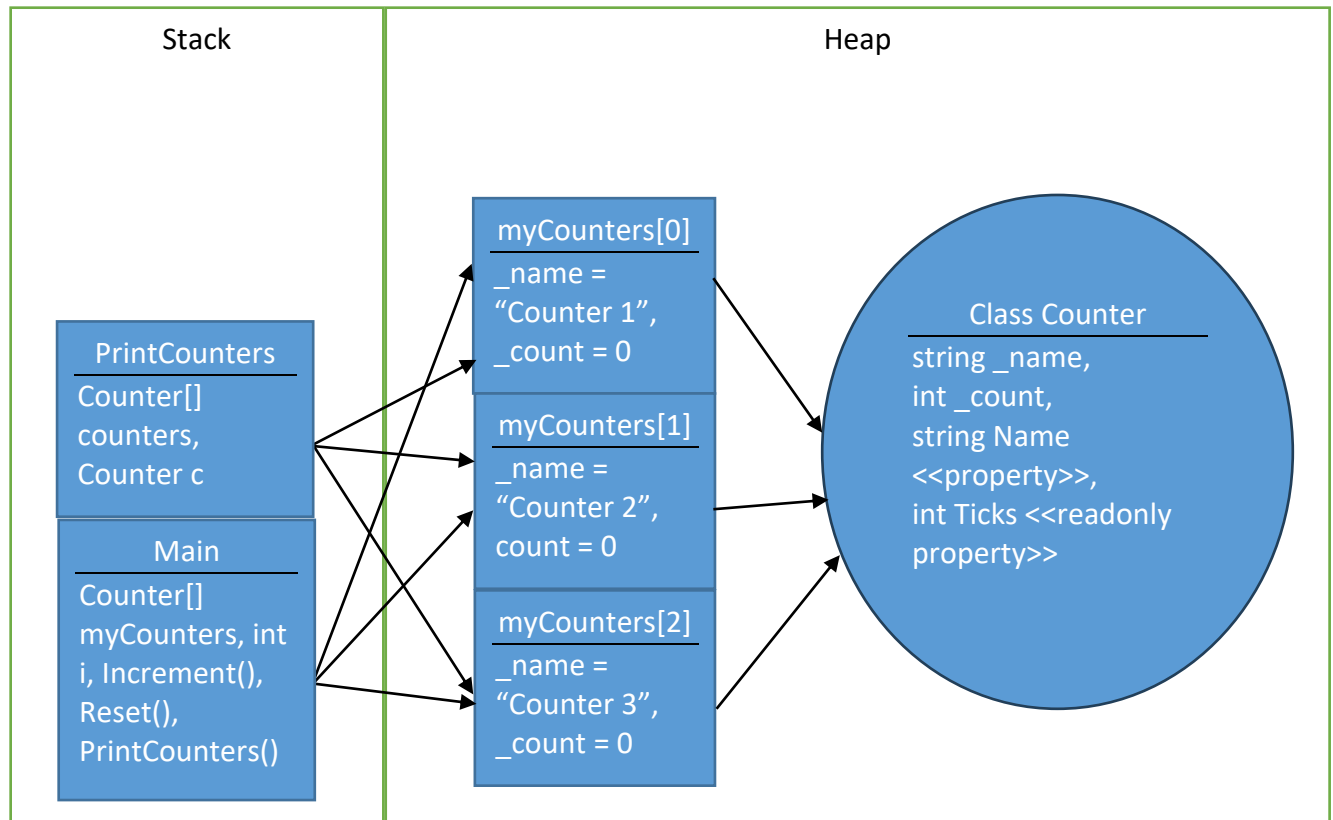 Stack
Heap
PrintCounters
Counter[]
counters,
Counter c
Main
Counter[]
myCounters, int
i, Increment(),
Reset(),
PrintCounters()
myCounters[0]
_name =
“Counter 1”,
_count = 0
myCounters[1]
_name =
“Counter 2”,
count = 0
myCounters[2]
_name =
“Counter 3”,
_count = 0
Class Counter
string _name,
int _count,
string Name
<<property>>,
int Ticks <<readonly
property>>